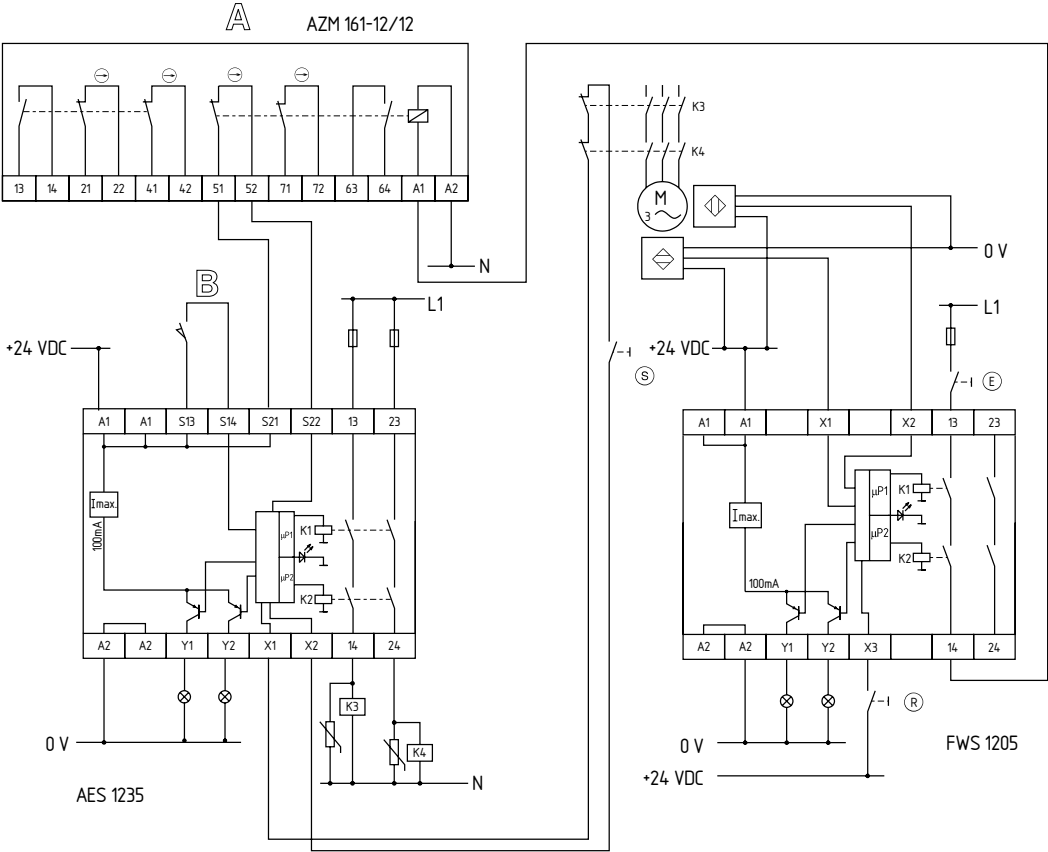 A AZM 161-12/12
K3
K4
13 14 21 22 41 42 51 52 71 72 63 64 A1 A2
M
3
0 V
N
B
L1
L1
+24 VDC
+24 VDC
S
E
A1 A1 S13 S14 S21 S22 13 23
A1 A1 X1 X2 13 23
Imax.
100mA
µP1
K1
µP2
K2
Imax.
100mA
µP1
K1
µP2
K2
A2 A2 Y1 Y2 X1 X2 14 24
A2 A2 Y1 Y2 X3 14 24
K3
K4
R
0 V
0 V
FWS 1205
+24 VDC
N
AES 1235